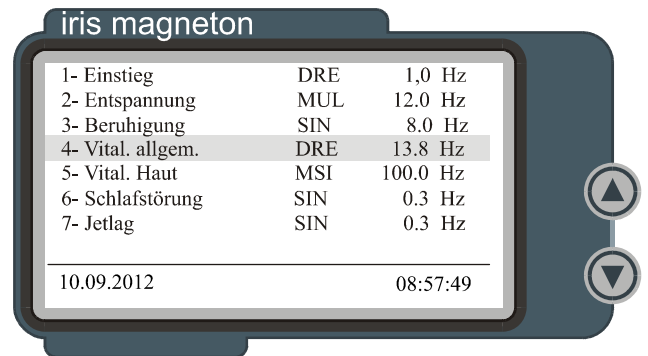 iris magneton
1- Einstieg DRE 1,0 Hz
2- Entspannung MUL 12.0 Hz
3- Beruhigung SIN 8.0 Hz
4- Vital. allgem. DRE 13.8 Hz
5- Vital. Haut MSI 100.0 Hz
6- Schlafstörung SIN 0.3 Hz
7- Jetlag SIN 0.3 Hz
10.09.2012 08:57:49